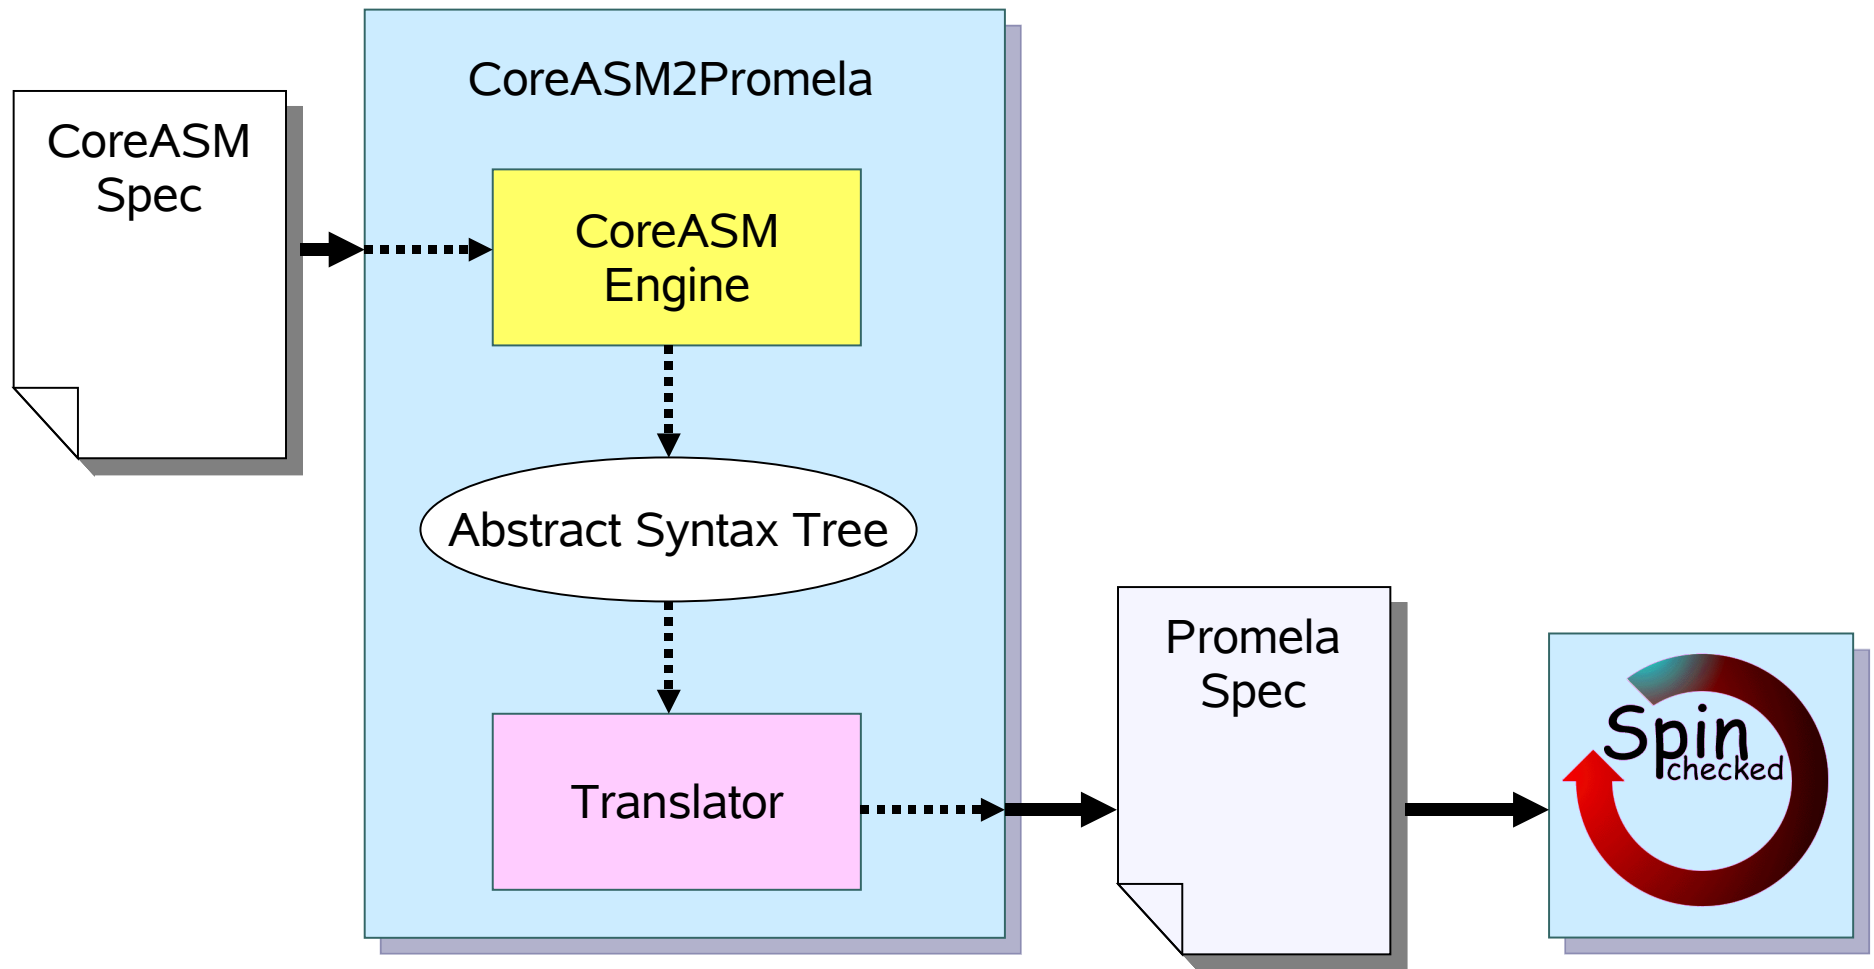 CoreASM2Promela
CoreASM
Spec
CoreASM
Engine
Abstract Syntax Tree
Translator
Promela
Spec
Spin
checked